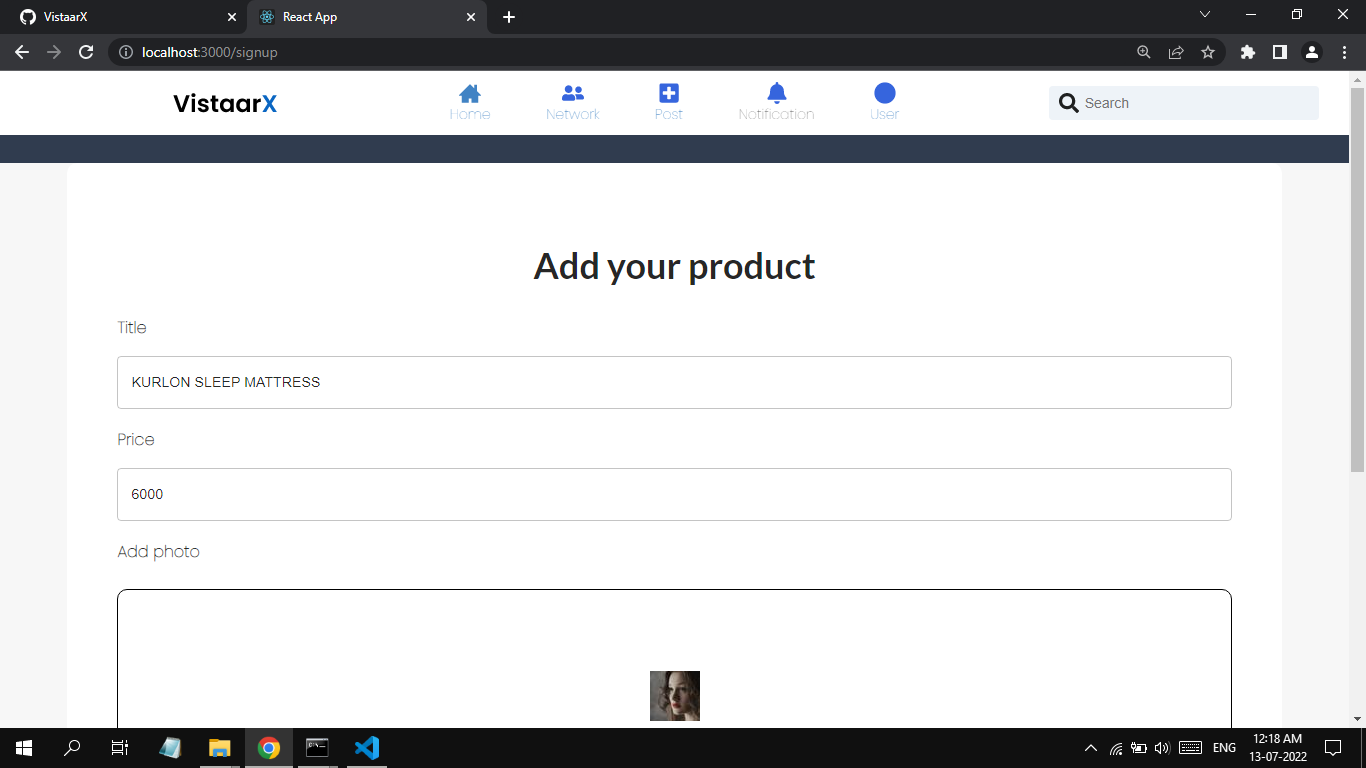 VistaarX
React App
localhost:3000/signup
VistaarX
Home
Network
Post
Notification
User
Search
Add your product
Title
KURLON SLEEP MATTRESS
Price
6000
Add photo
ENG
12:18 AM
13-07-2022